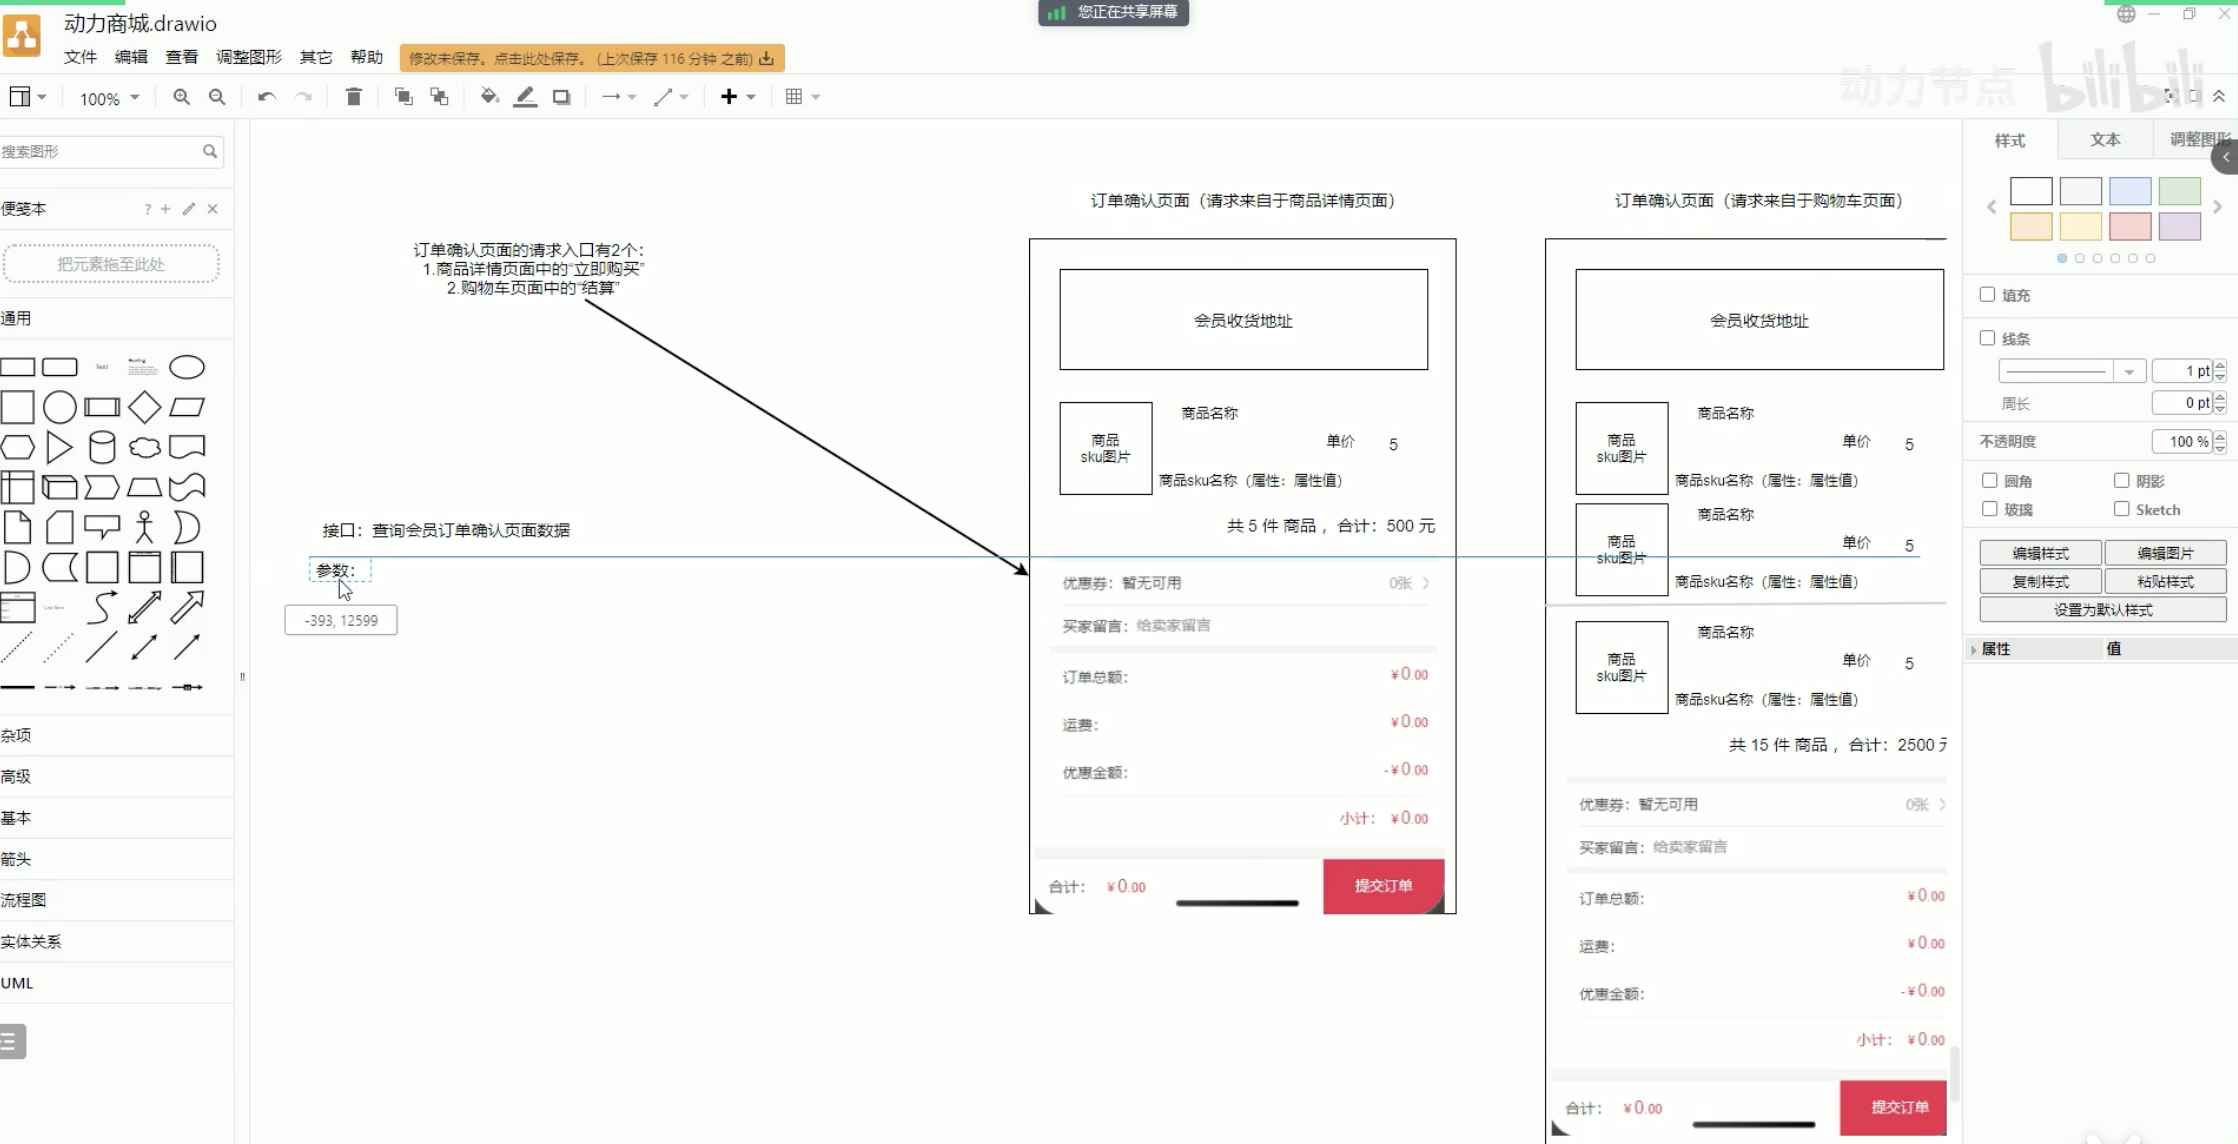 动力商城.drawio
您正在共享屏幕
文件 编辑 查看 调整图形 其它 帮助
修改未保存。点击此处保存。 (上次保存 116 分钟 之前)
100%
动力节点 bilibili
搜索图形
便笺本
? + ×
把元素拖至此处
通用
Text
Heading
List Item
杂项
高级
基本
箭头
流程图
实体关系
UML
订单确认页面的请求入口有2个：
1.商品详情页面中的“立即购买”
2.购物车页面中的“结算”
接口：查询会员订单确认页面数据
参数：
-393, 12599
订单确认页面（请求来自于商品详情页面）
会员收货地址
商品
sku图片
商品名称
单价 5
商品sku名称（属性：属性值）
共 5 件 商品 ，合计：500 元
优惠券：暂无可用 0张
买家留言：给卖家留言
订单总额： ¥0.00
运费： ¥0.00
优惠金额： -¥0.00
小计： ¥0.00
合计： ¥0.00 提交订单
订单确认页面（请求来自于购物车页面）
会员收货地址
商品
sku图片
商品名称
单价 5
商品sku名称（属性：属性值）
商品
sku图片
商品名称
单价 5
商品sku名称（属性：属性值）
商品
sku图片
商品名称
单价 5
商品sku名称（属性：属性值）
共 15 件 商品 ，合计：2500 元
优惠券：暂无可用 0张
买家留言：给卖家留言
订单总额： ¥0.00
运费： ¥0.00
优惠金额： -¥0.00
小计： ¥0.00
合计： ¥0.00 提交订单
样式 文本 调整图形
填充
线条
1 pt
周长 0 pt
不透明度 100 %
圆角 阴影
玻璃 Sketch
编辑样式 编辑图片
复制样式 粘贴样式
设置为默认样式
属性 值